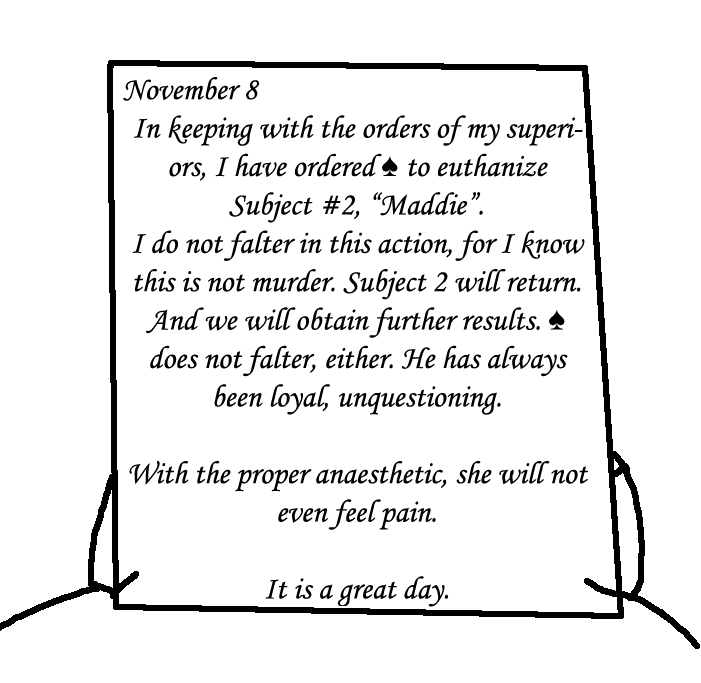 November 8
In keeping with the orders of my superi-
ors, I have ordered ♠ to euthanize
Subject #2, “Maddie”.
I do not falter in this action, for I know
this is not murder. Subject 2 will return.
And we will obtain further results. ♠
does not falter, either. He has always
been loyal, unquestioning.
With the proper anaesthetic, she will not
even feel pain.
It is a great day.